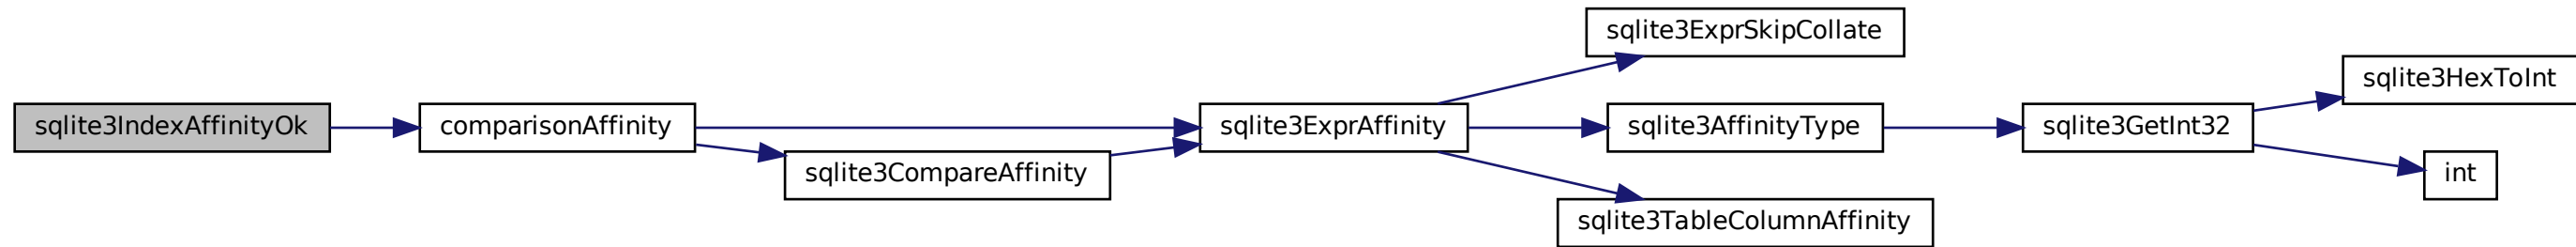 sqlite3IndexAffinityOk
comparisonAffinity
sqlite3CompareAffinity
sqlite3ExprAffinity
sqlite3ExprSkipCollate
sqlite3AffinityType
sqlite3TableColumnAffinity
sqlite3GetInt32
sqlite3HexToInt
int